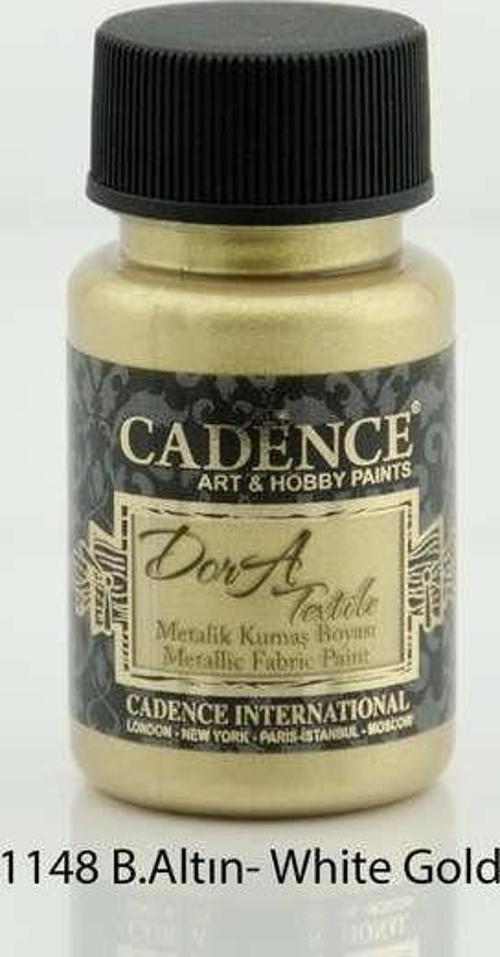 CADENCE®
ART & HOBBY PAINTS
DorA
Textile
Metalik Kumaş Boyası
Metallic Fabric Paint
CADENCE INTERNATIONAL
LONDON - NEW YORK - PARIS-İSTANBUL - MOSCOW
1148 B.Altın- White Gold